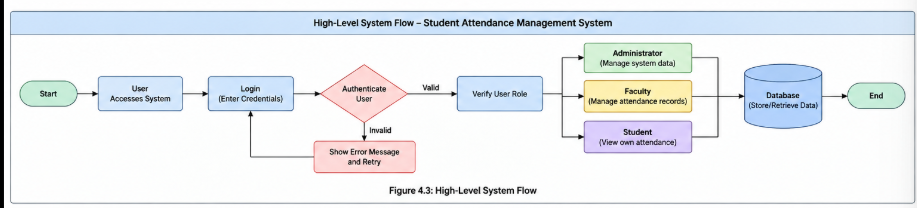 High-Level System Flow – Student Attendance Management System
Start
User
Accesses System
Login
(Enter Credentials)
Authenticate
User
Valid
Invalid
Show Error Message
and Retry
Verify User Role
Administrator
(Manage system data)
Faculty
(Manage attendance records)
Student
(View own attendance)
Database
(Store/Retrieve Data)
End
Figure 4.3: High-Level System Flow